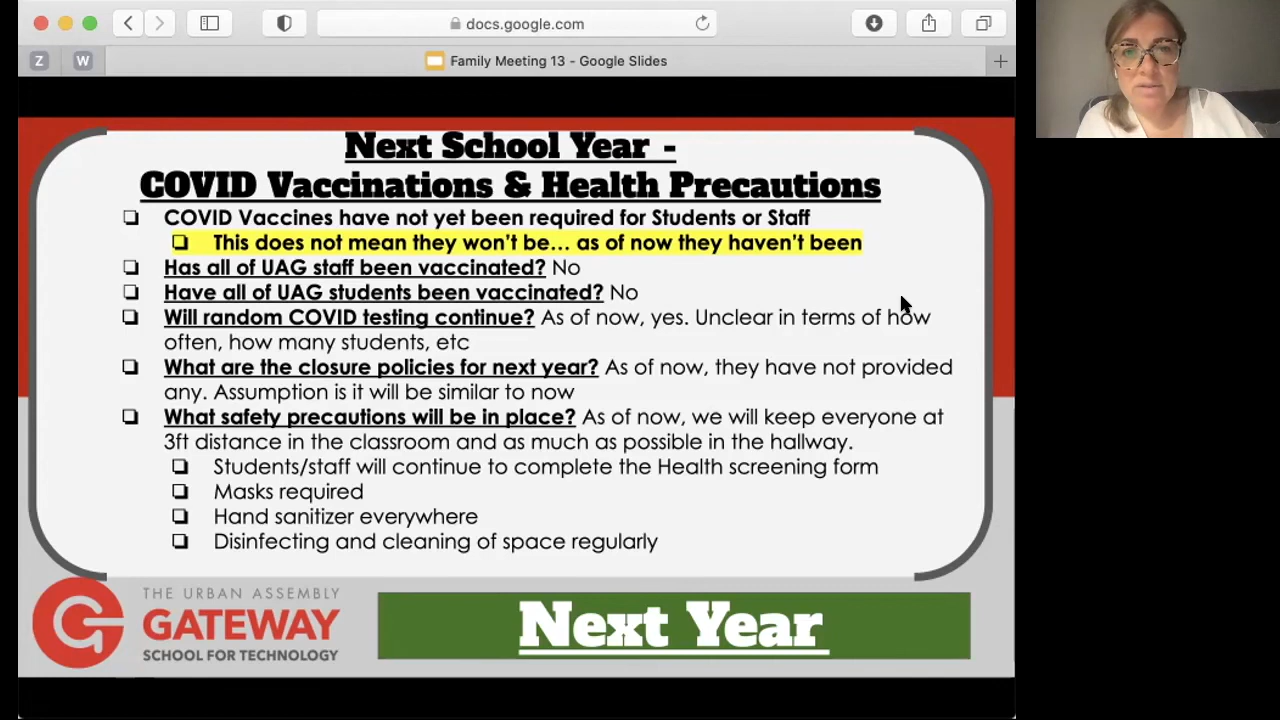 docs.google.com
Z
W
Family Meeting 13 - Google Slides
Next School Year -
COVID Vaccinations & Health Precautions
COVID Vaccines have not yet been required for Students or Staff
This does not mean they won't be... as of now they haven't been
Has all of UAG staff been vaccinated? No
Have all of UAG students been vaccinated? No
Will random COVID testing continue? As of now, yes. Unclear in terms of how
often, how many students, etc
What are the closure policies for next year? As of now, they have not provided
any. Assumption is it will be similar to now
What safety precautions will be in place? As of now, we will keep everyone at
3ft distance in the classroom and as much as possible in the hallway.
Students/staff will continue to complete the Health screening form
Masks required
Hand sanitizer everywhere
Disinfecting and cleaning of space regularly
THE URBAN ASSEMBLY
GATEWAY
SCHOOL FOR TECHNOLOGY
Next Year